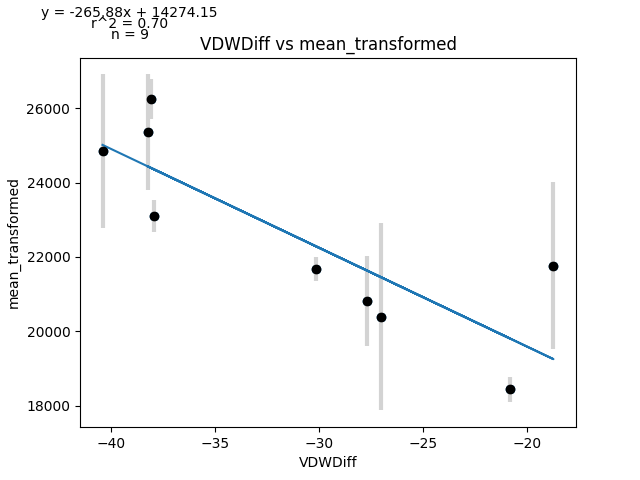 y = -265.88x + 14274.15
r^2 = 0.70
n = 9
VDWDiff vs mean_transformed
26000
24000
22000
20000
18000
mean_transformed
−40
−35
−30
−25
−20
VDWDiff